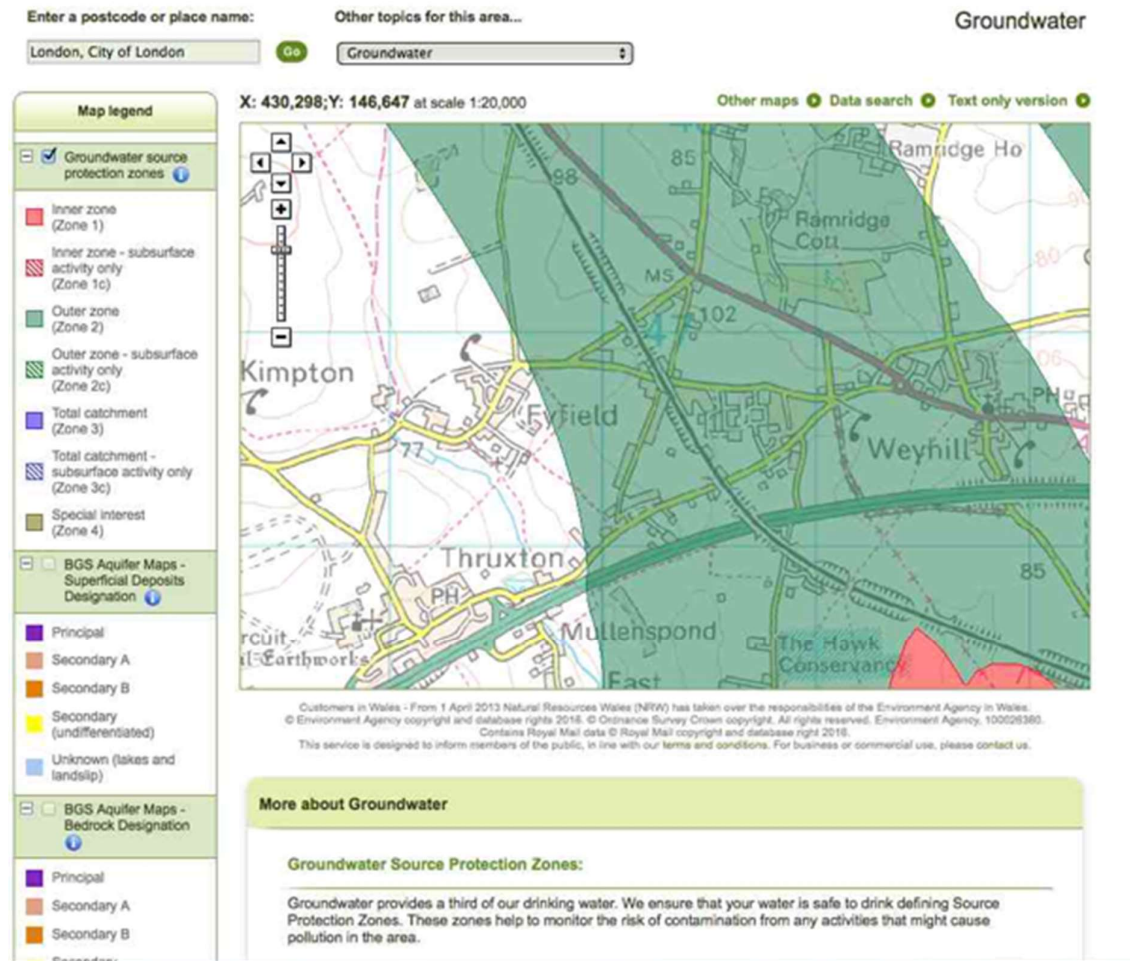 Enter a postcode or place name:
Other topics for this area...
Groundwater
London, City of London
Go
Groundwater
Map legend
X: 430,298;Y: 146,647 at scale 1:20,000
Other maps
Data search
Text only version
Groundwater source
protection zones
Inner zone
(Zone 1)
Inner zone - subsurface
activity only
(Zone 1c)
Outer zone
(Zone 2)
Outer zone - subsurface
activity only
(Zone 2c)
Total catchment
(Zone 3)
Total catchment -
subsurface activity only
(Zone 3c)
Special interest
(Zone 4)
BGS Aquifer Maps -
Superficial Deposits
Designation
Principal
Secondary A
Secondary B
Secondary
(undifferentiated)
Unknown (lakes and
landslip)
BGS Aquifer Maps -
Bedrock Designation
Principal
Secondary A
Secondary B
Secondary
98
85
Ramridge Ho
Ramridge
Cott
80
MS
102
47
06
Kimpton
PH
Fyfield
77
Weyhill
Thruxton
85
PH
Mullenspond
rcuit
l Earthworks
The Hawk
Conservancy
East
Customers in Wales - From 1 April 2013 Natural Resources Wales (NRW) has taken over the responsibilities of the Environment Agency in Wales.
© Environment Agency copyright and database rights 2016. © Ordnance Survey Crown copyright. All rights reserved. Environment Agency, 100026380.
Contains Royal Mail data © Royal Mail copyright and database right 2016.
This service is designed to inform members of the public, in line with our terms and conditions. For business or commercial use, please contact us.
More about Groundwater
Groundwater Source Protection Zones:
Groundwater provides a third of our drinking water. We ensure that your water is safe to drink defining Source
Protection Zones. These zones help to monitor the risk of contamination from any activities that might cause
pollution in the area.